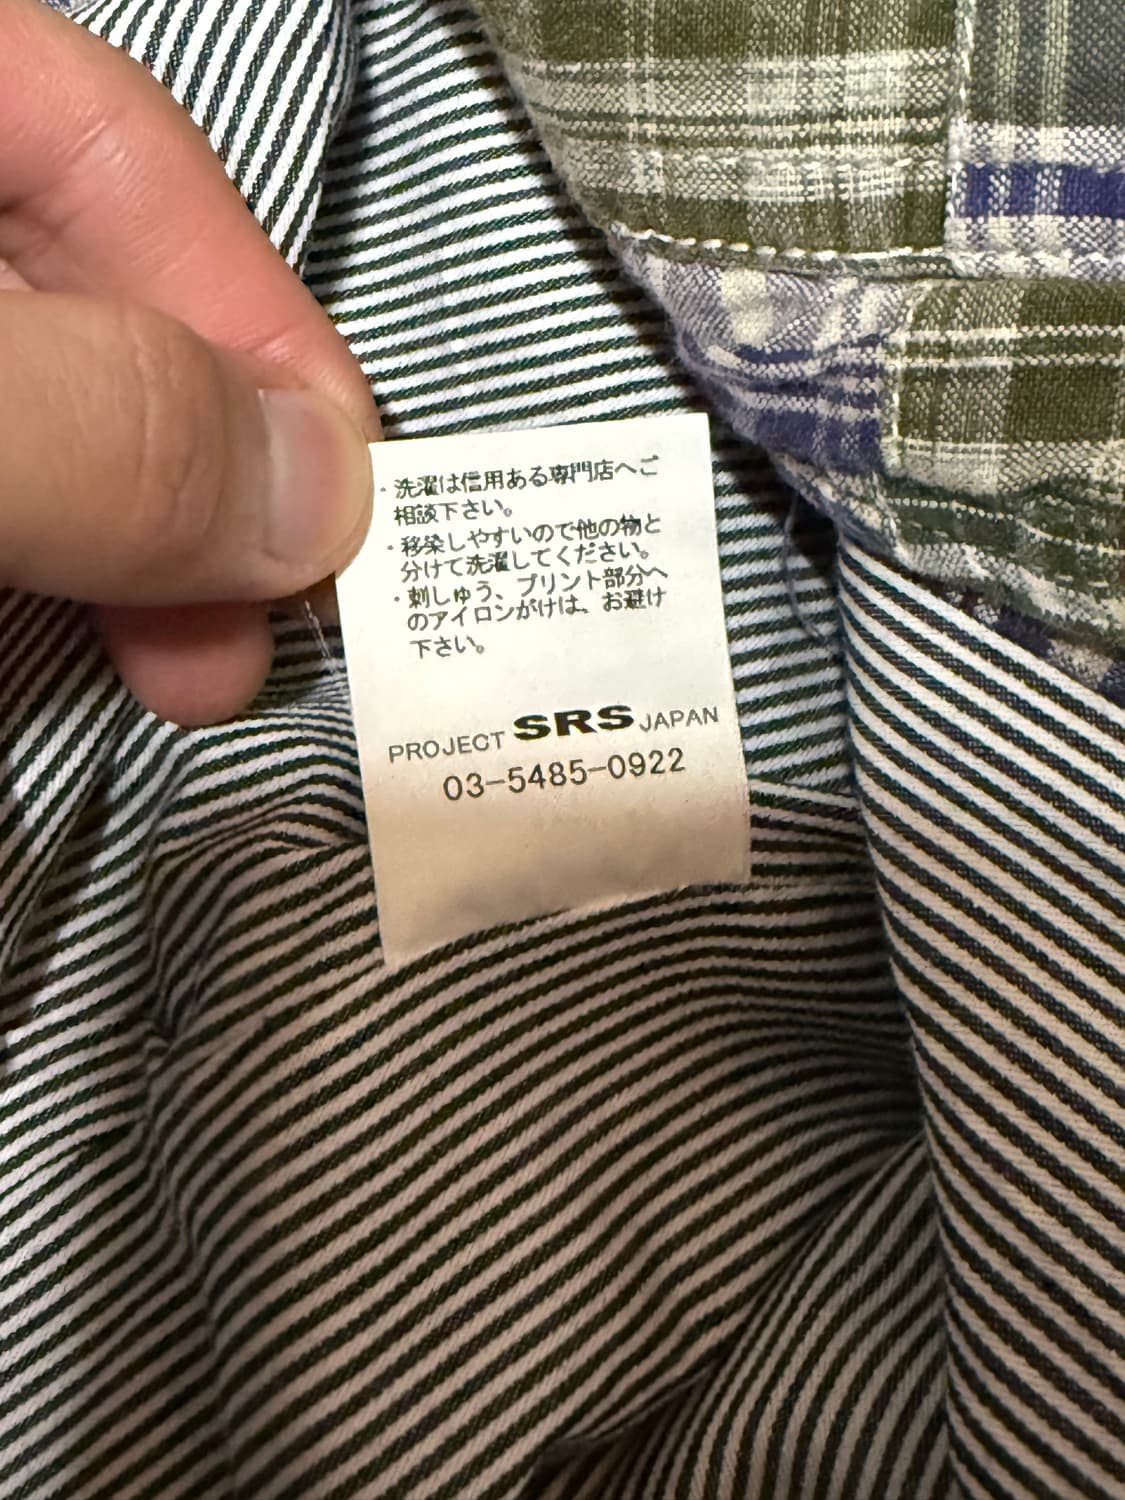 ・洗濯は信用ある専門店へご
相談下さい。
・移染しやすいので他の物と
分けて洗濯してください。
・刺しゅう、プリント部分へ
のアイロンがけは、お避け
下さい。
PROJECT SRS JAPAN
03-5485-0922